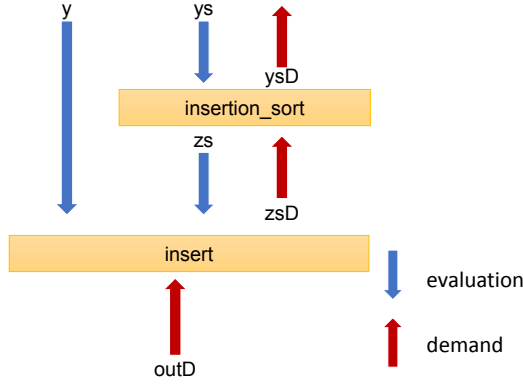 y
ys
ysD
insertion_sort
zs
zsD
insert
evaluation
outD
demand